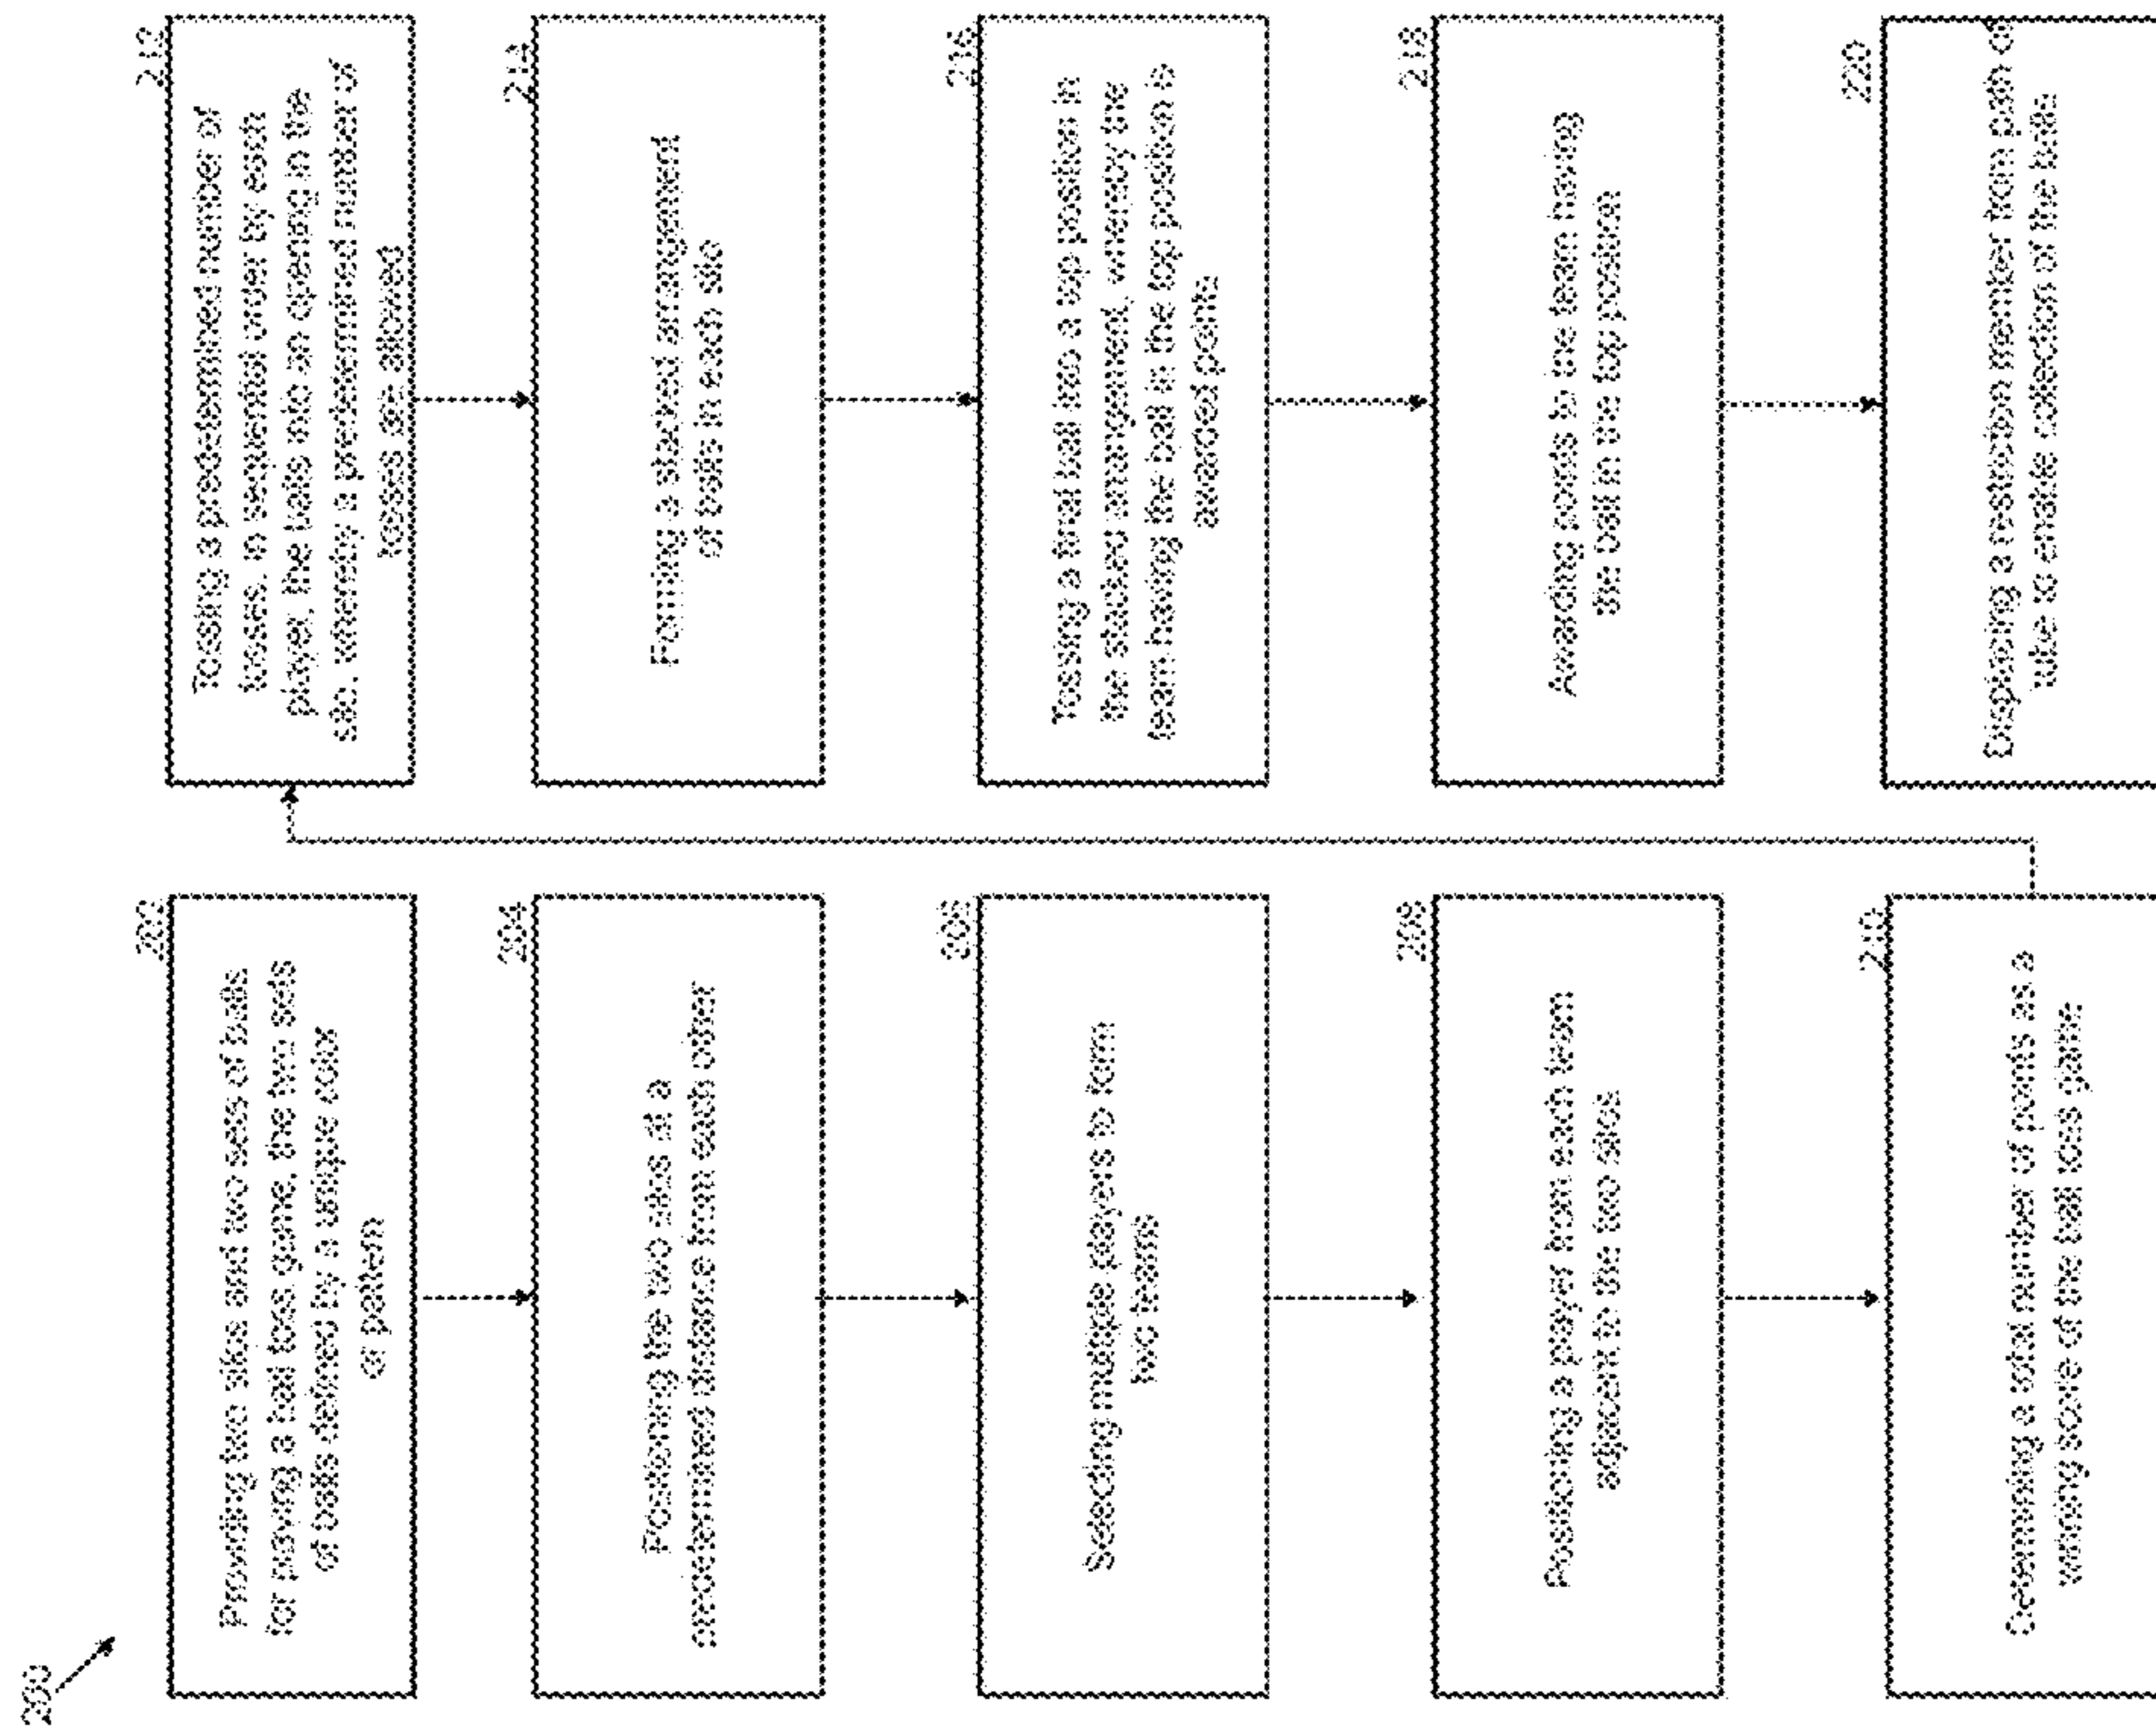 200
202
Providing two silos and two sets of balls
for playing a ball toss game, the two sets
of balls defined by a unique color
or pattern
204
Positioning the two silos at a
predetermined distance from each other
206
Selecting multiple players to form
two teams
208
Positioning a player from each team
adjacent to the two silos
210
Determining a total number of points as a
winning score of the ball toss game
212
Tossing a predetermined number of
tosses, in sequential order by each
player, the balls into an opening in the
silo, whereby a predetermined number of
tosses are allowed
214
Forming a stacked arrangement
of balls in each silo
216
Tossing a final ball into a top position in
the stacked arrangement, whereby the
team having the ball in the top position is
awarded points
218
Awarding points to the team having
the ball in the top position
220
Displacing a restriction member from path of
tube to enable collection of the balls